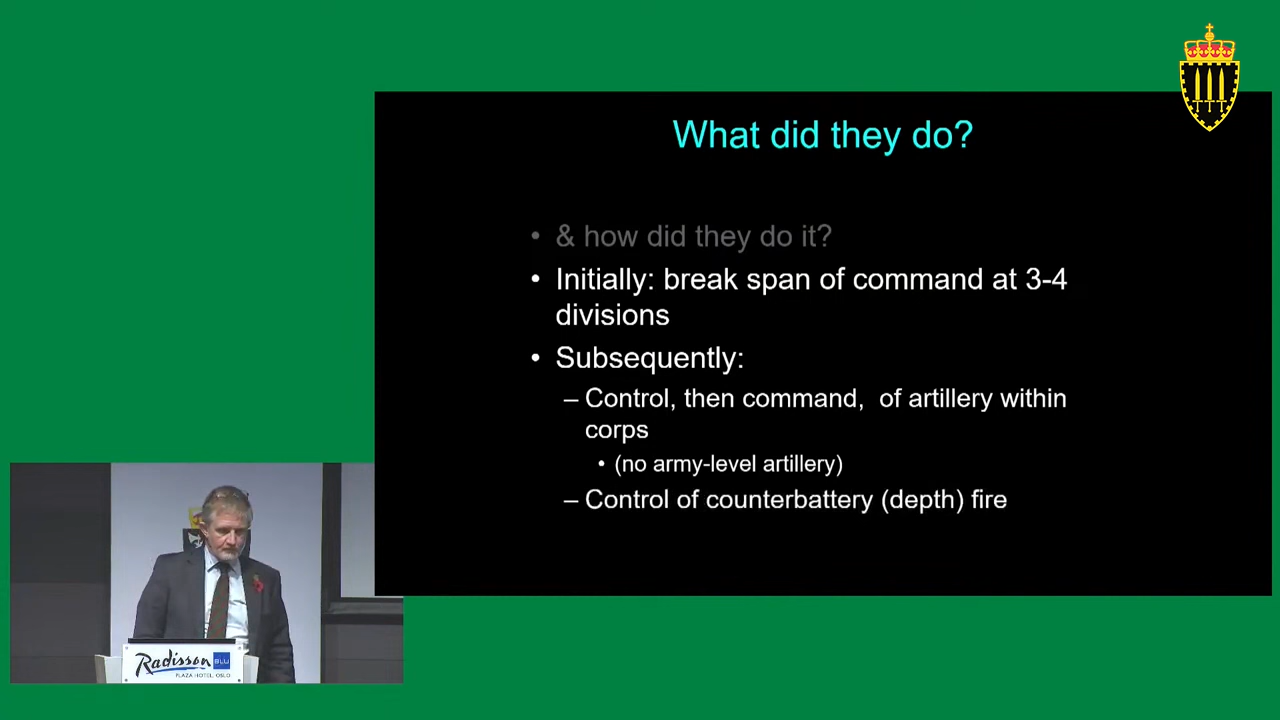 What did they do?
• & how did they do it?
• Initially: break span of command at 3-4
divisions
• Subsequently:
– Control, then command, of artillery within
corps
• (no army-level artillery)
– Control of counterbattery (depth) fire
Radisson BLU
PLAZA HOTEL, OSLO